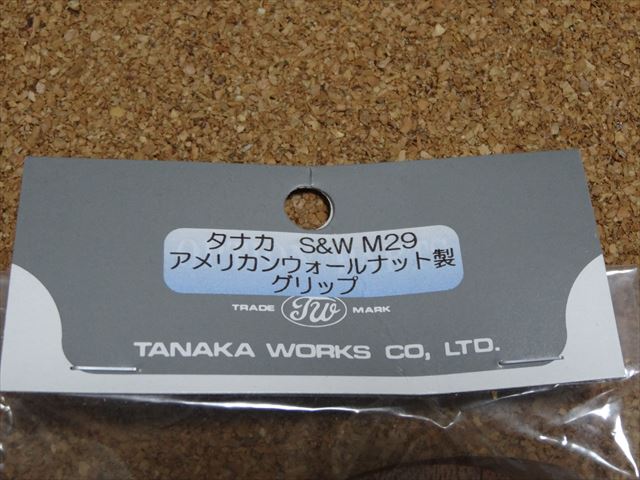 タナカ S&W M29
アメリカンウォールナット製
グリップ
TRADE TW MARK
TANAKA WORKS CO, LTD.